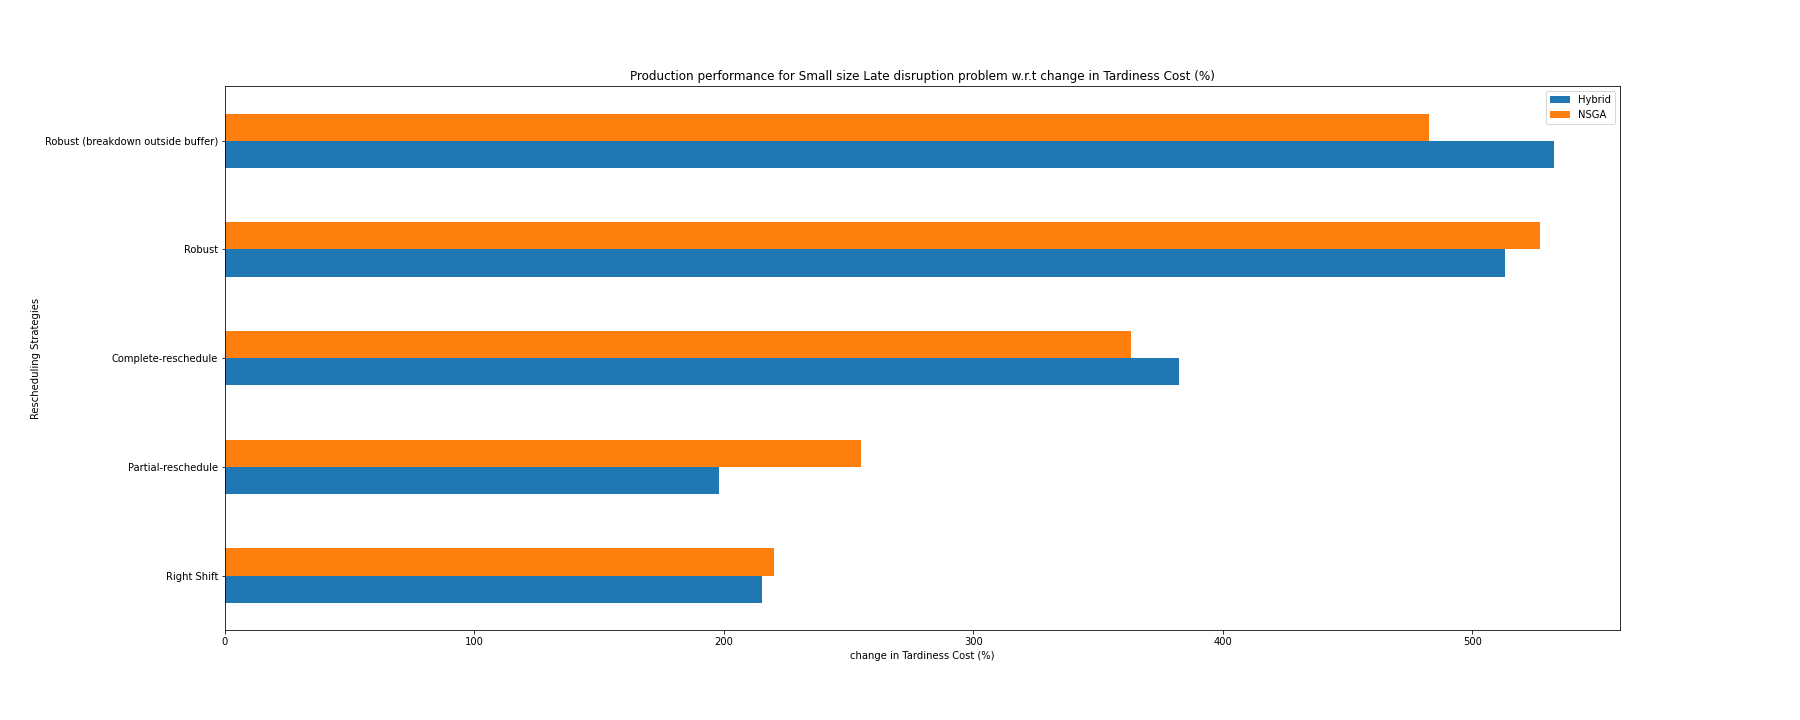 Production performance for Small size Late disruption problem w.r.t change in Tardiness Cost (%)
Hybrid
NSGA
Robust (breakdown outside buffer)
Robust
Complete-reschedule
Partial-reschedule
Right Shift
Rescheduling Strategies
0 100 200 300 400 500
change in Tardiness Cost (%)